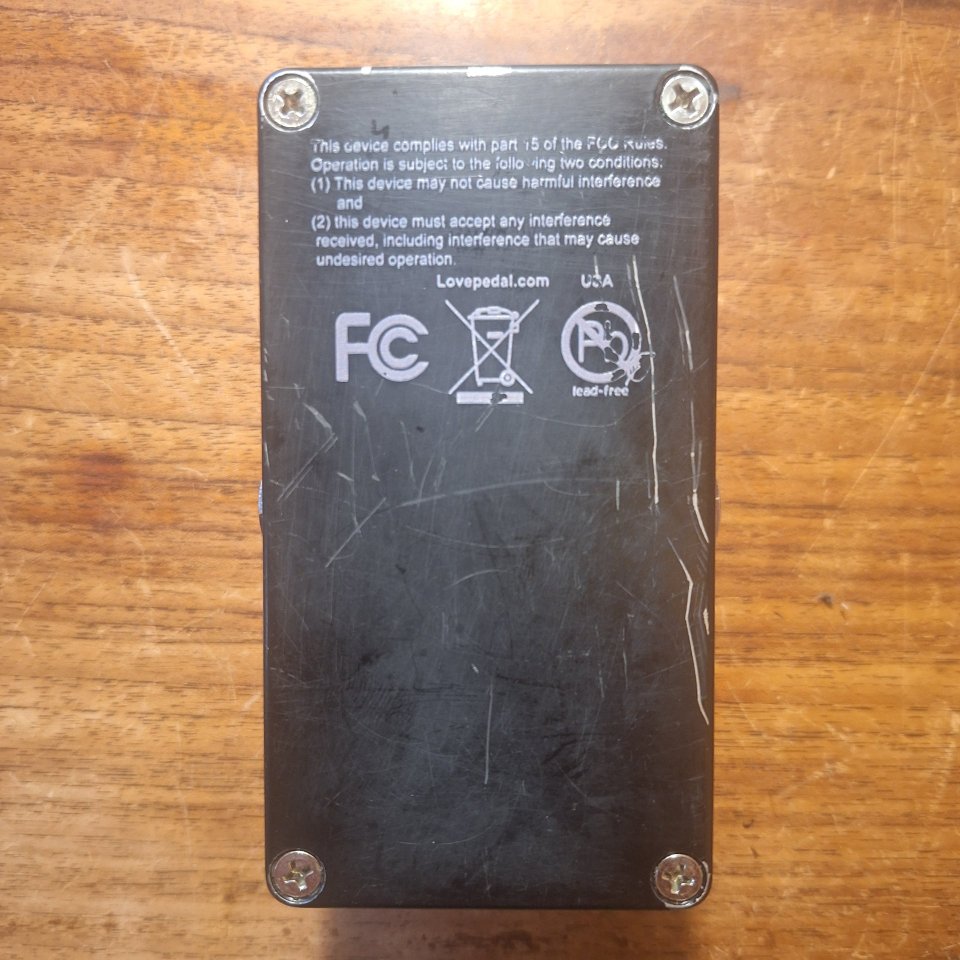 This device complies with part 15 of the FCC Rules.
Operation is subject to the following two conditions:
(1) This device may not cause harmful interference
and
(2) this device must accept any interference
received, including interference that may cause
undesired operation.
Lovepedal.com USA
FC Pb
lead-free